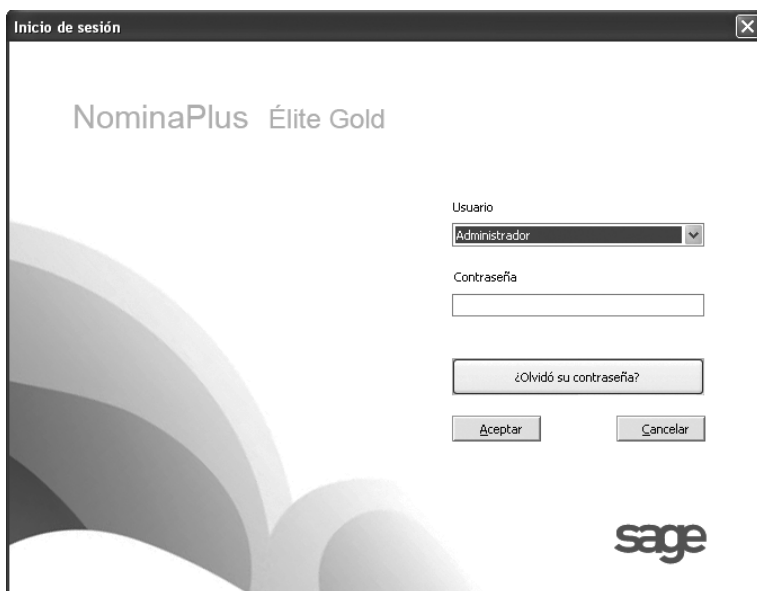 Inicio de sesión
NominaPlus Élite Gold
Usuario
Administrador
Contraseña
¿Olvidó su contraseña?
Aceptar Cancelar
sage